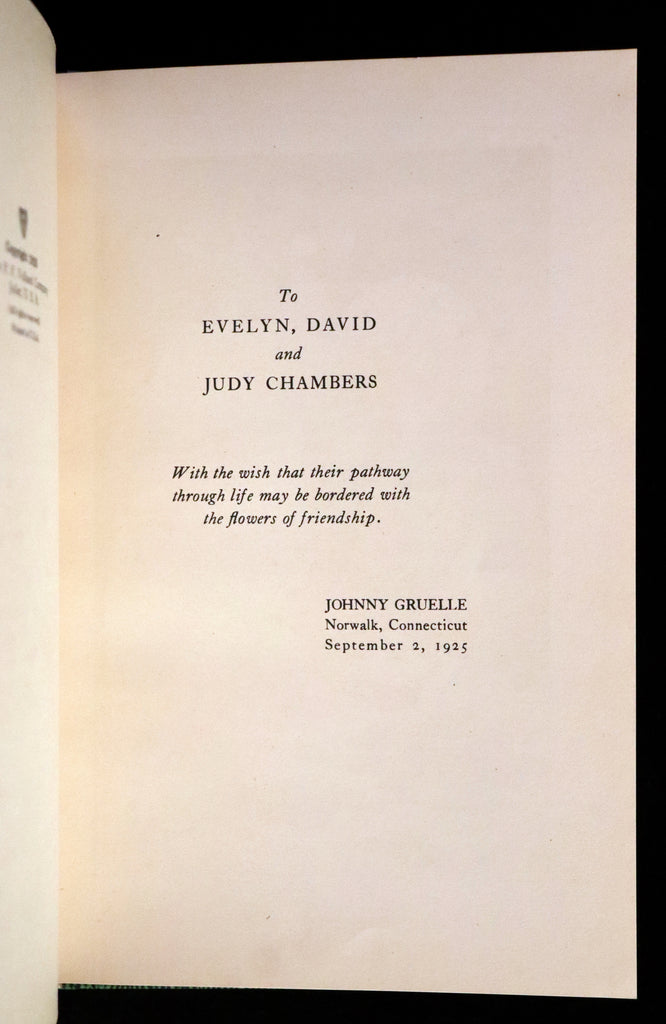 Copyright
To
EVELYN, DAVID
and
JUDY CHAMBERS
With the wish that their pathway
through life may be bordered with
the flowers of friendship.
JOHNNY GRUELLE
Norwalk, Connecticut
September 2, 1925